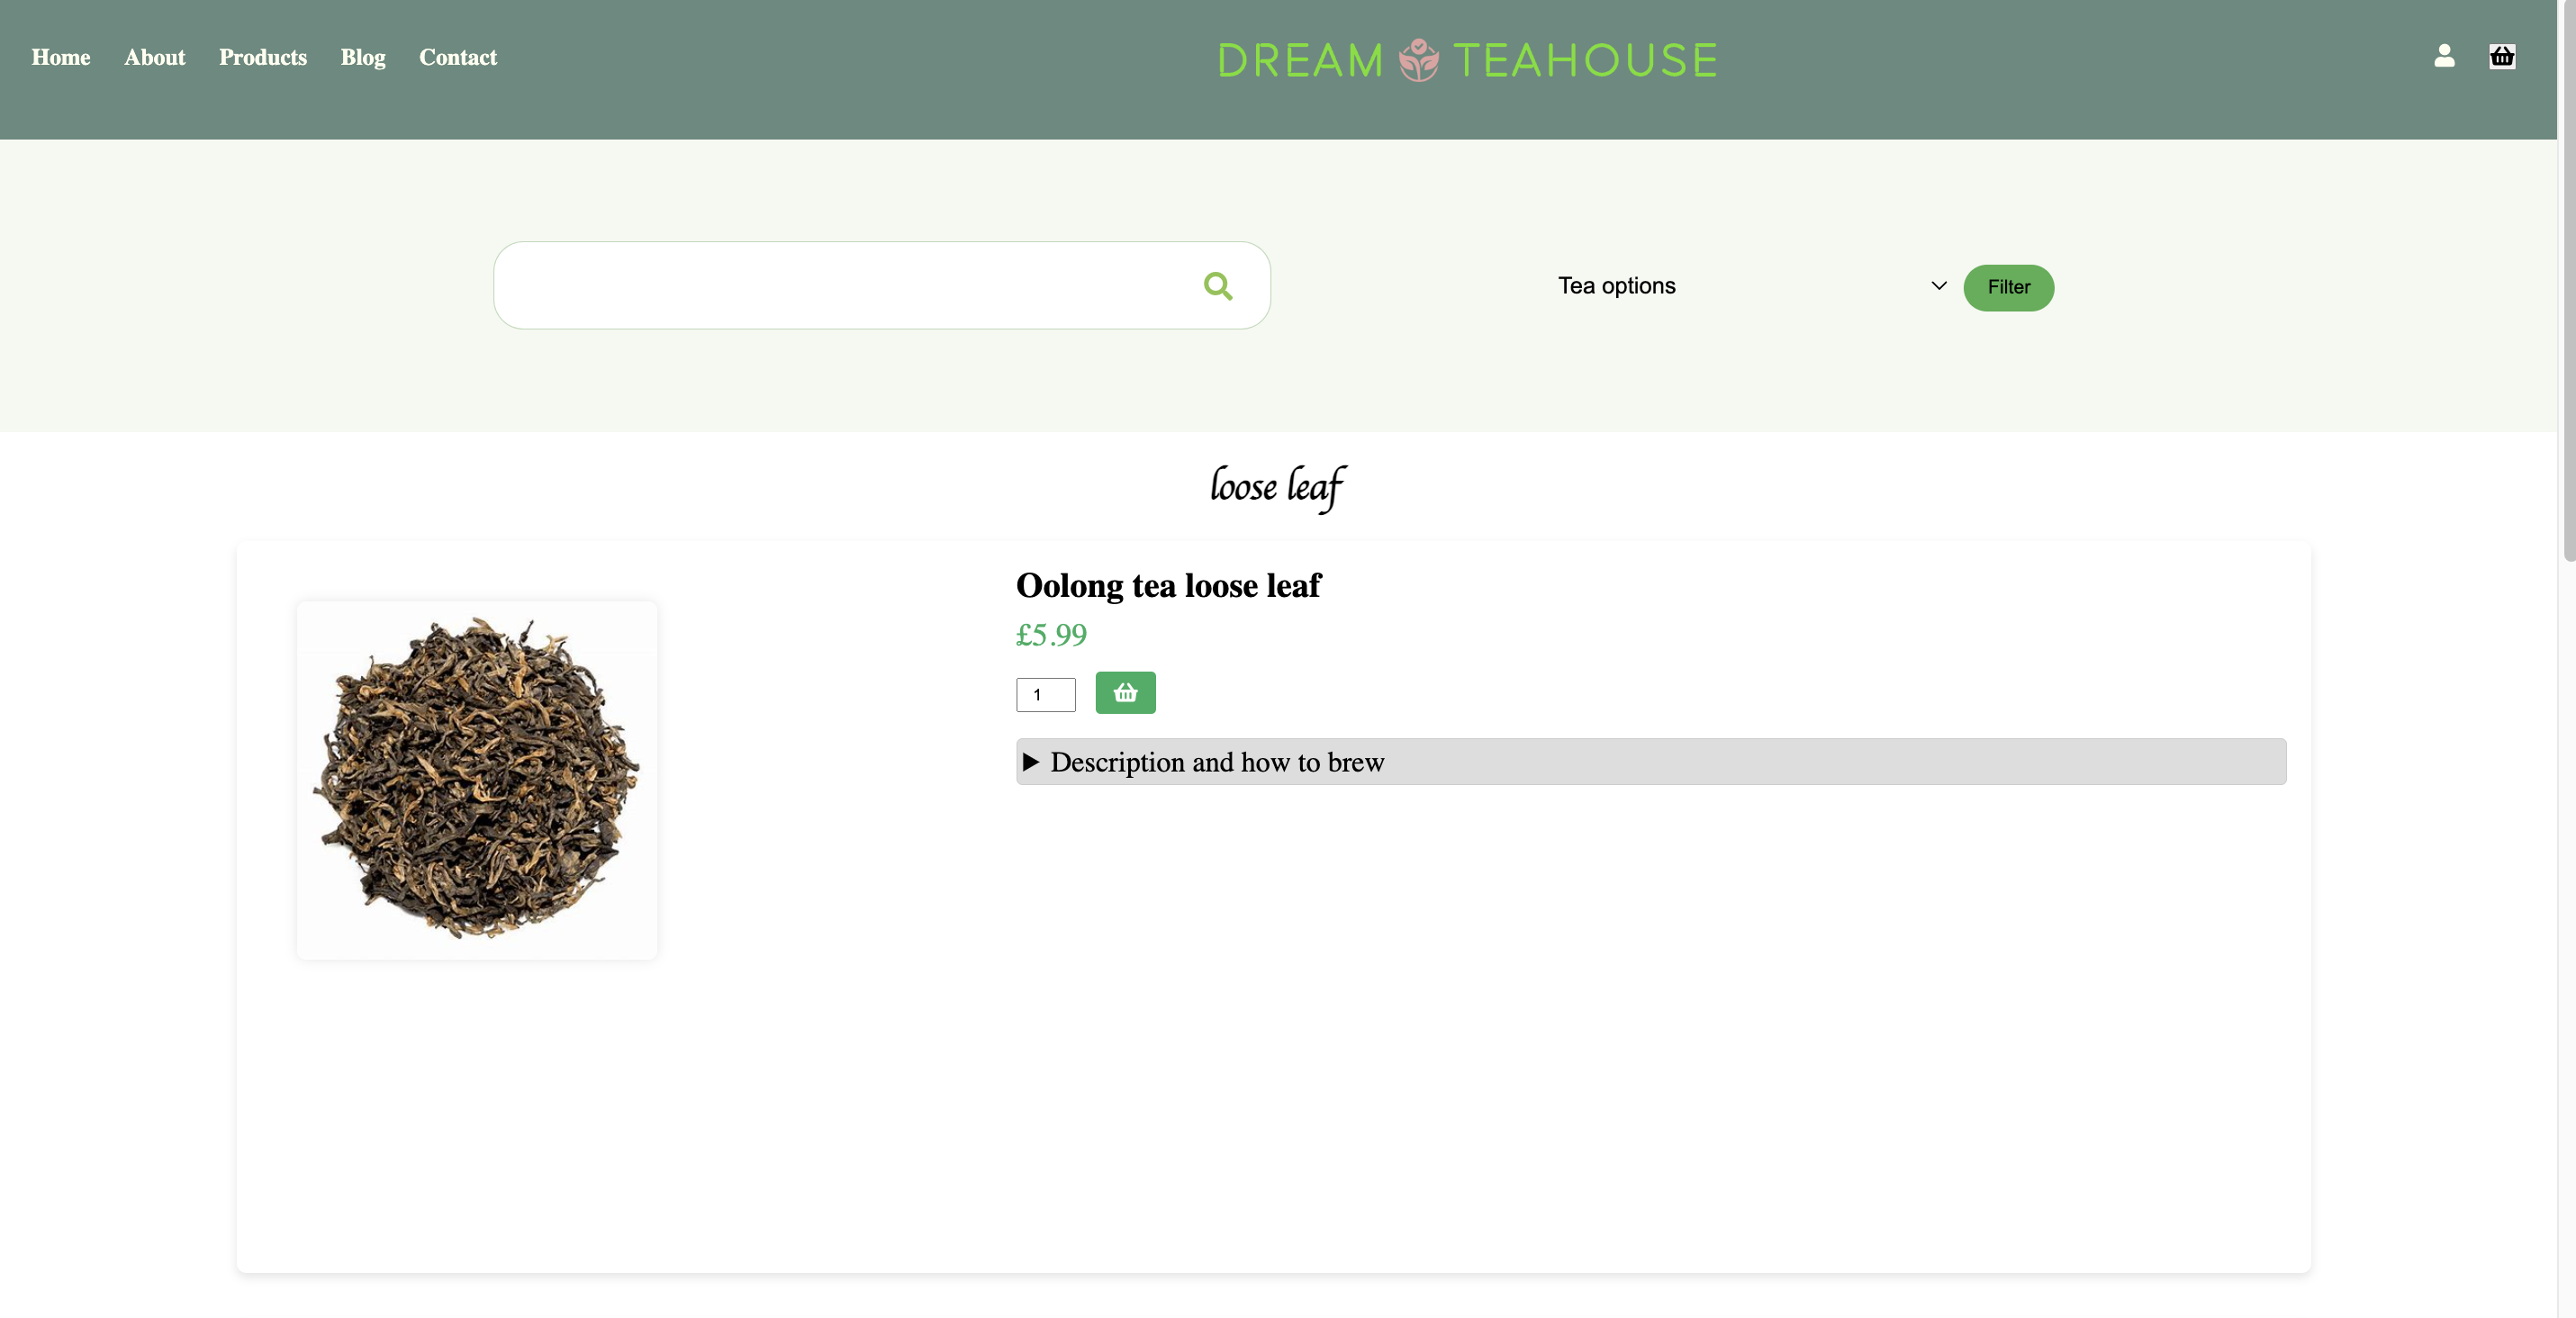 Home About Products Blog Contact
DREAM TEAHOUSE
Tea options
Filter
loose leaf
Oolong tea loose leaf
£5.99
1
Description and how to brew